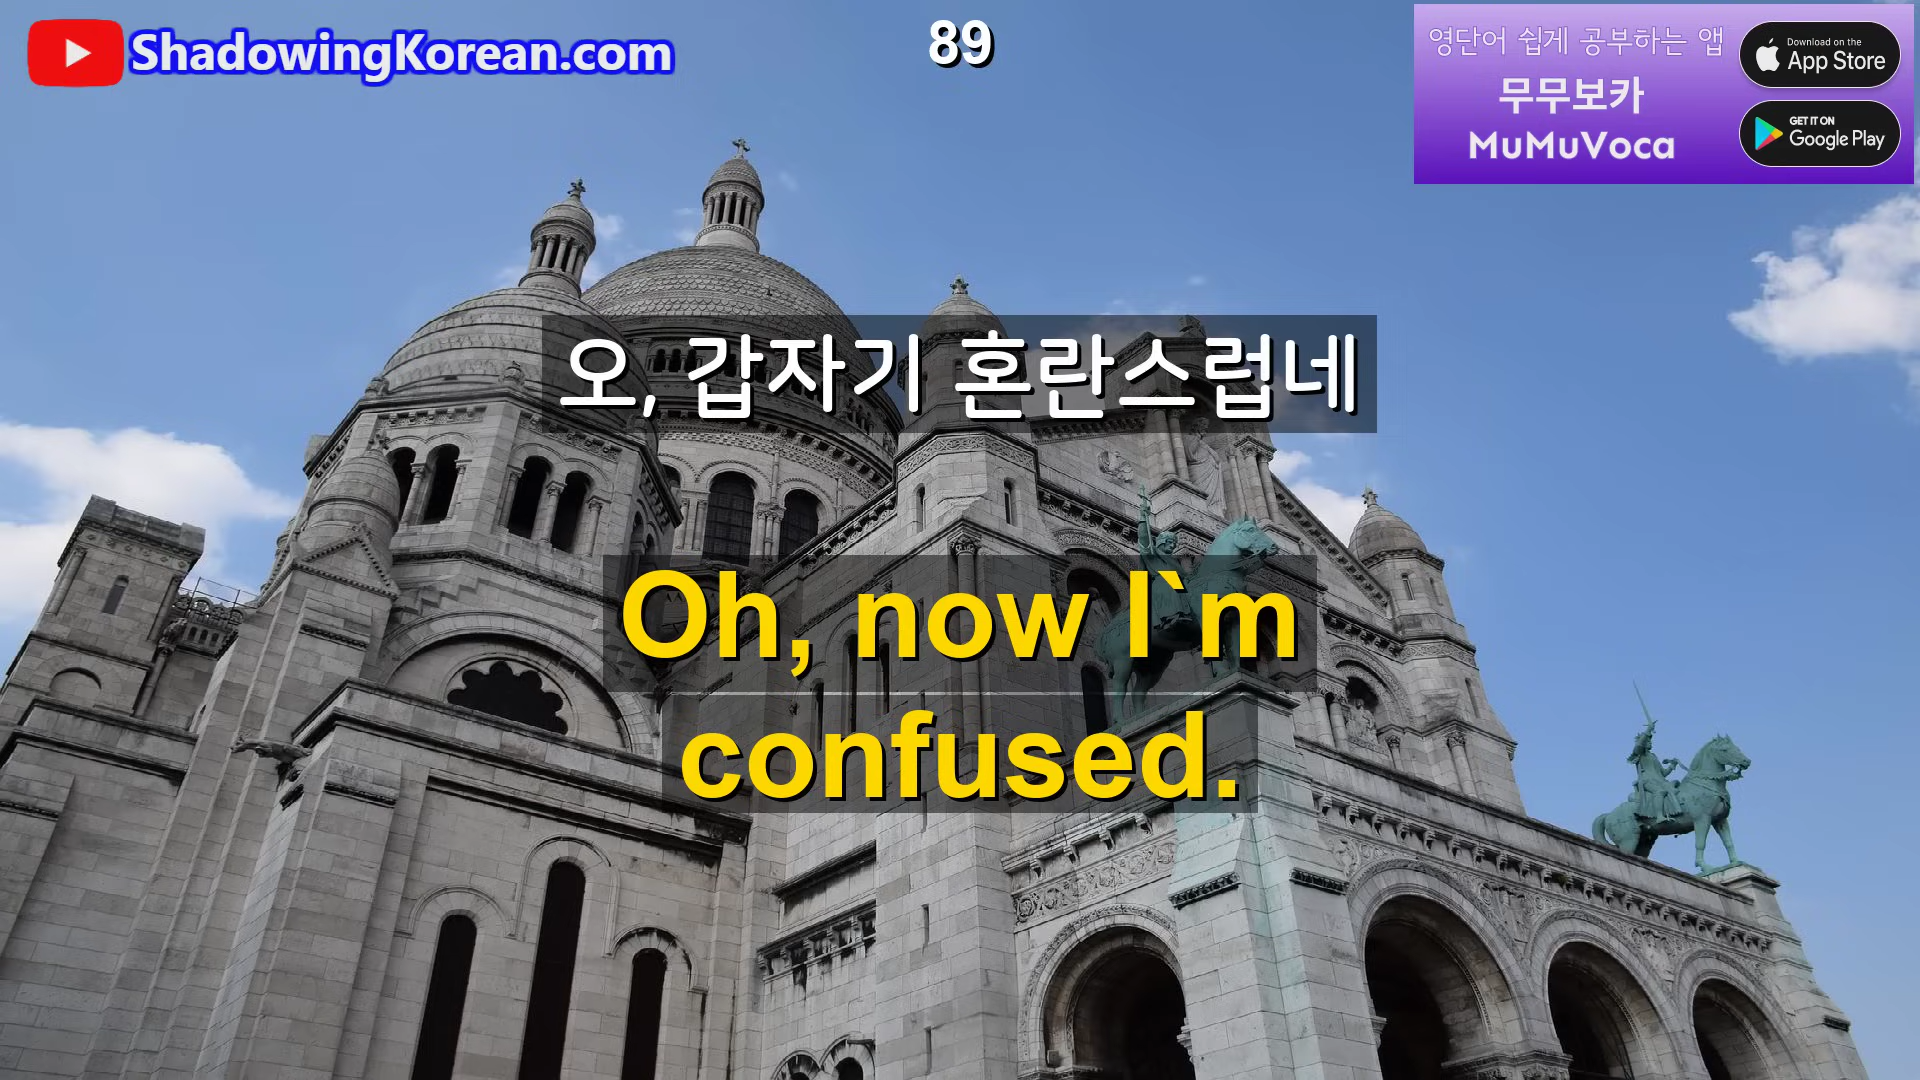 ShadowingKorean.com
89
영단어 쉽게 공부하는 앱
무무보카
MuMuVoca
Download on the
App Store
GET IT ON
Google Play
오, 갑자기 혼란스럽네
Oh, now I`m
confused.